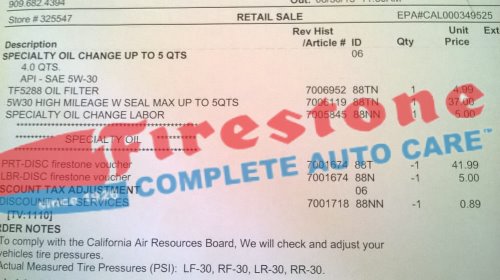 909.682.4394
Store # 325547 RETAIL SALE EPA#CAL000349525
Rev Hist Unit Ext
Description /Article # ID Qty Price
SPECIALTY OIL CHANGE UP TO 5 QTS 06
4.0 QTS.
API - SAE 5W-30
TF5288 OIL FILTER 7006952 88TN 1 4.99
5W30 HIGH MILEAGE W SEAL MAX UP TO 5QTS 7006119 88TN 1 37.00
SPECIALTY OIL CHANGE LABOR 7005845 88NN 1 5.00
SPECIALTY OIL
Firestone
COMPLETE AUTO CARE™
since 1926
PRT-DISC firestone voucher 7001674 88T -1 41.99
LBR-DISC firestone voucher 7001674 88N -1 5.00
SCOUNT TAX ADJUSTMENT 06
DISCOUNT SERVICES 7001718 88NN -1 0.89
[TV:1110]
RDER NOTES
To comply with the California Air Resources Board, We will check and adjust your
vehicles tire pressures.
Actual Measured Tire Pressures (PSI): LF-30, RF-30, LR-30, RR-30.